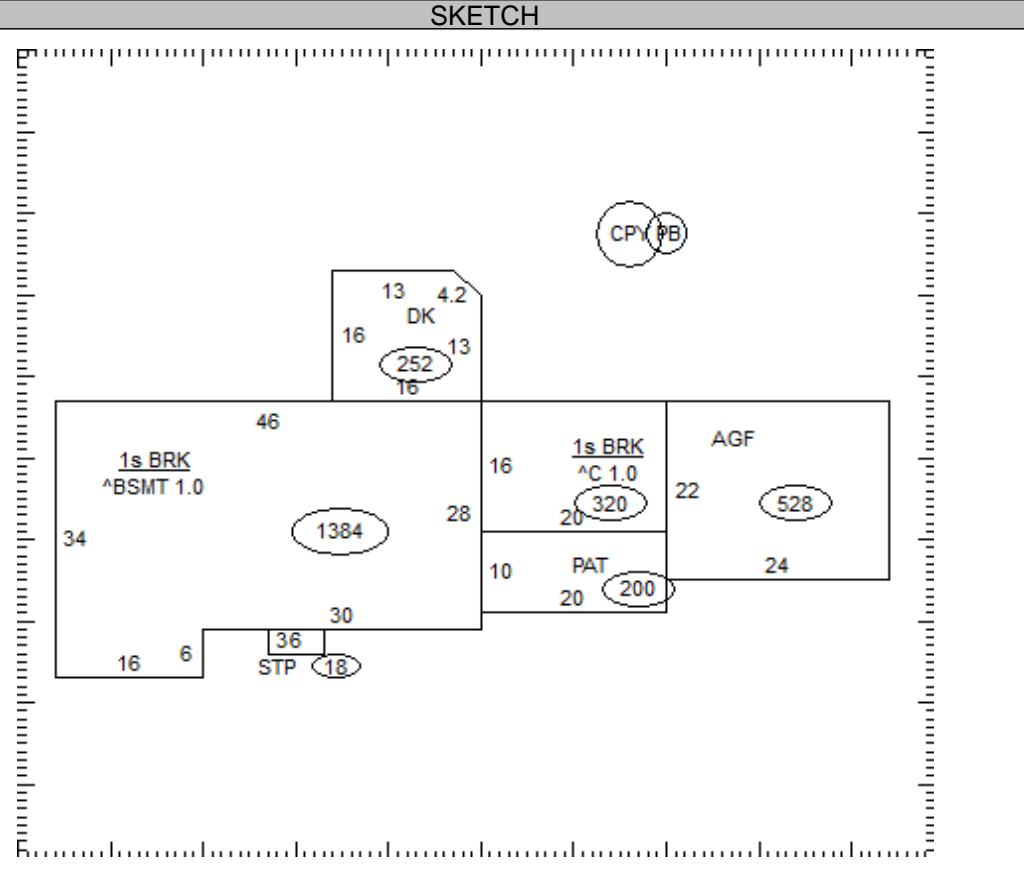 SKETCH
CPY PB
13 4.2
DK
16
13
252
16
46
1s BRK
^BSMT 1.0
34
1384
28
30
16
6
36
STP 18
16
1s BRK
^C 1.0
320
20
10
PAT
200
20
AGF
22
528
24